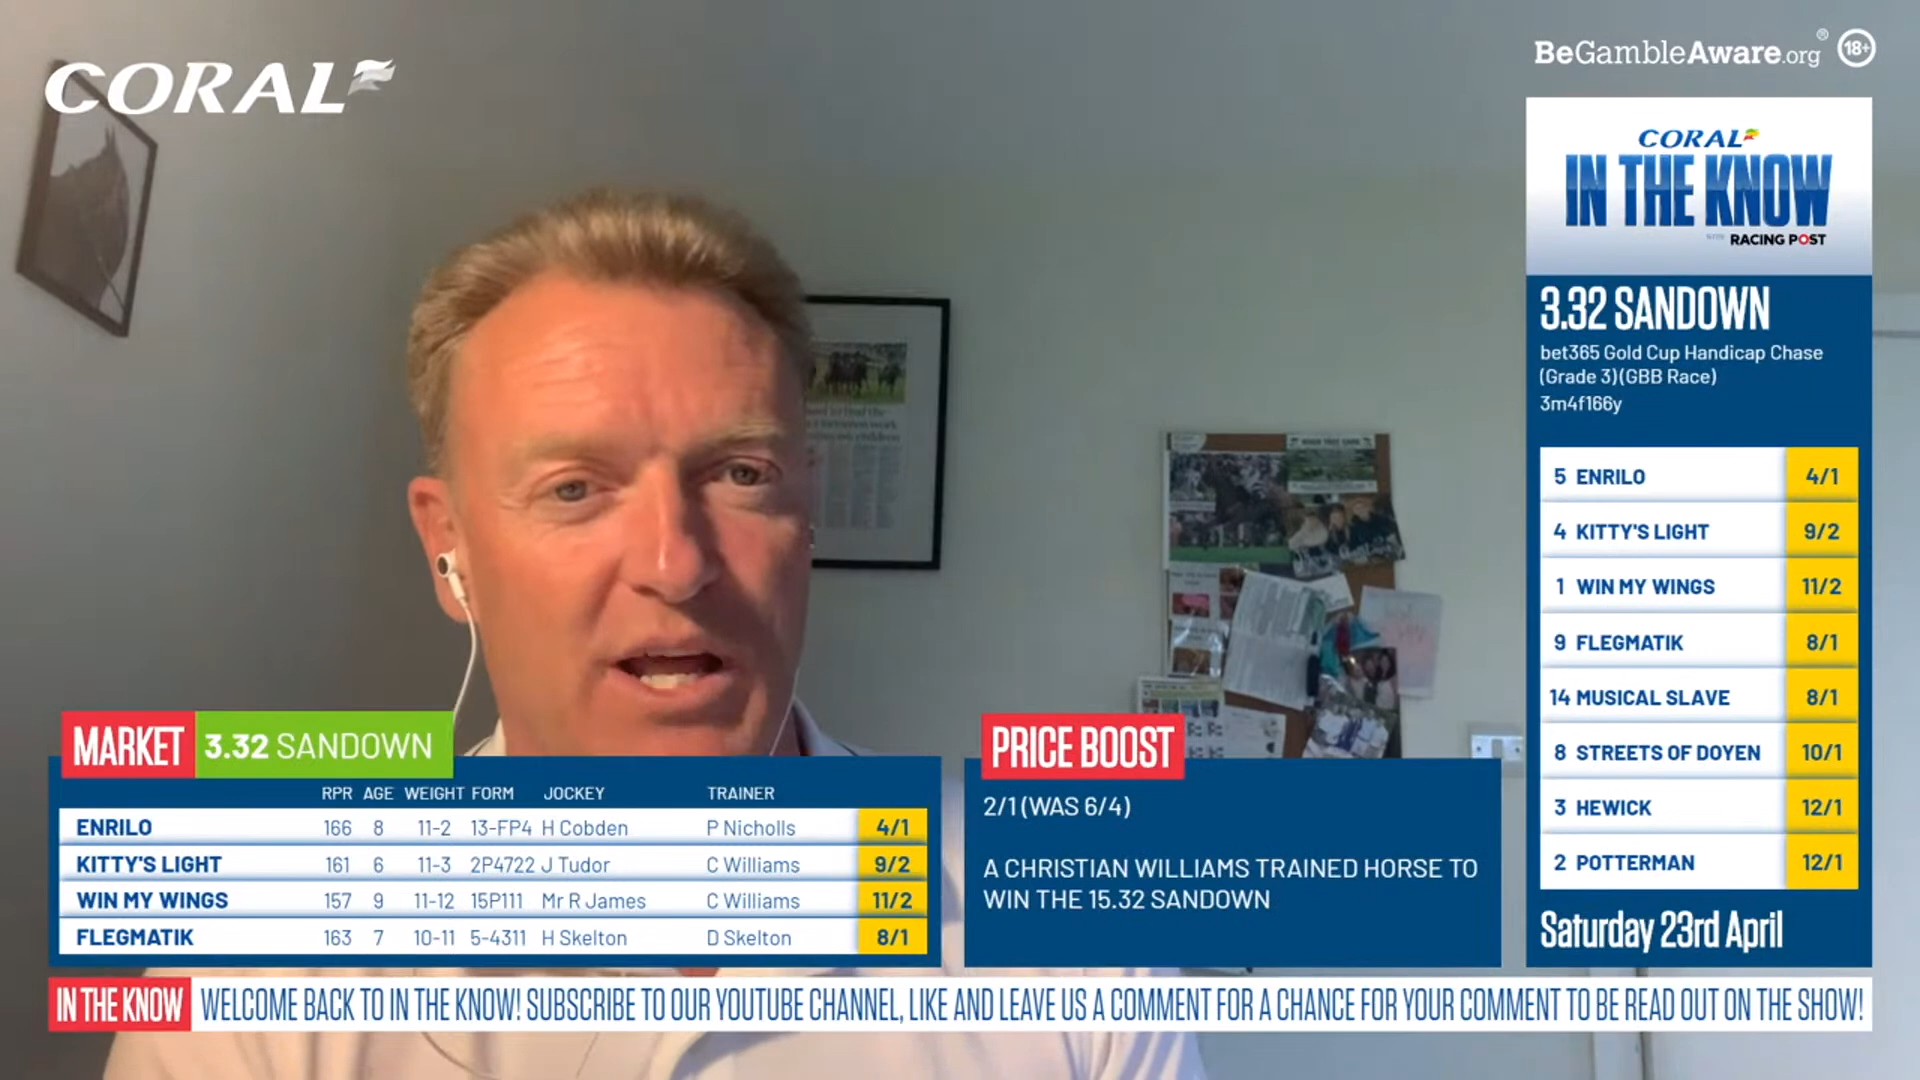 CORAL
BeGambleAware.org®
18+
CORAL
IN THE KNOW
WITH RACING POST
3.32 SANDOWN
bet365 Gold Cup Handicap Chase
(Grade 3)(GBB Race)
3m4f166y
5 ENRILO 4/1
4 KITTY'S LIGHT 9/2
1 WIN MY WINGS 11/2
9 FLEGMATIK 8/1
14 MUSICAL SLAVE 8/1
8 STREETS OF DOYEN 10/1
3 HEWICK 12/1
2 POTTERMAN 12/1
Saturday 23rd April
MARKET 3.32 SANDOWN
RPR AGE WEIGHT FORM JOCKEY TRAINER
ENRILO 166 8 11-2 13-FP4 H Cobden P Nicholls 4/1
KITTY'S LIGHT 161 6 11-3 2P4722 J Tudor C Williams 9/2
WIN MY WINGS 157 9 11-12 15P111 Mr R James C Williams 11/2
FLEGMATIK 163 7 10-11 5-4311 H Skelton D Skelton 8/1
PRICE BOOST
2/1 (WAS 6/4)
A CHRISTIAN WILLIAMS TRAINED HORSE TO
WIN THE 15.32 SANDOWN
IN THE KNOW WELCOME BACK TO IN THE KNOW! SUBSCRIBE TO OUR YOUTUBE CHANNEL, LIKE AND LEAVE US A COMMENT FOR A CHANCE FOR YOUR COMMENT TO BE READ OUT ON THE SHOW!